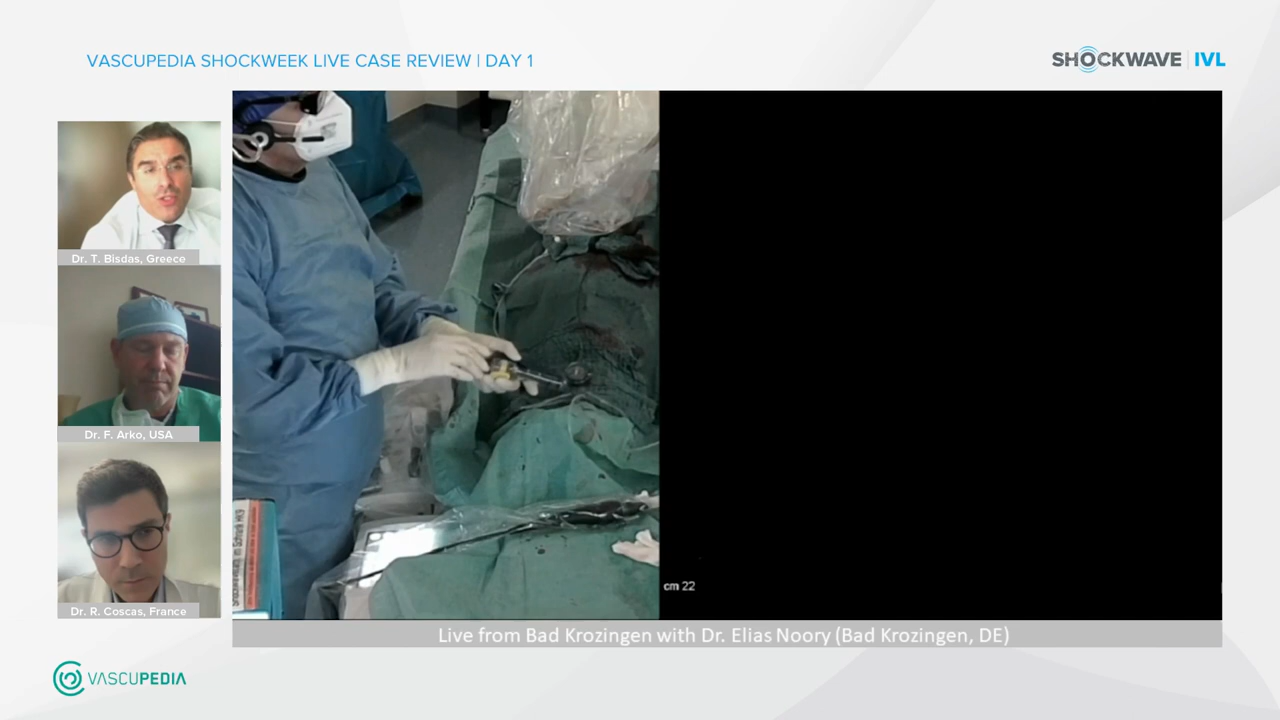 VASCUPEDIA SHOCKWEEK LIVE CASE REVIEW | DAY 1
SHOCKWAVE | IVL
Dr. T. Bisdas, Greece
Dr. F. Arko, USA
Dr. R. Coscas, France
cm 22
Live from Bad Krozingen with Dr. Elias Noory (Bad Krozingen, DE)
VASCUPEDIA